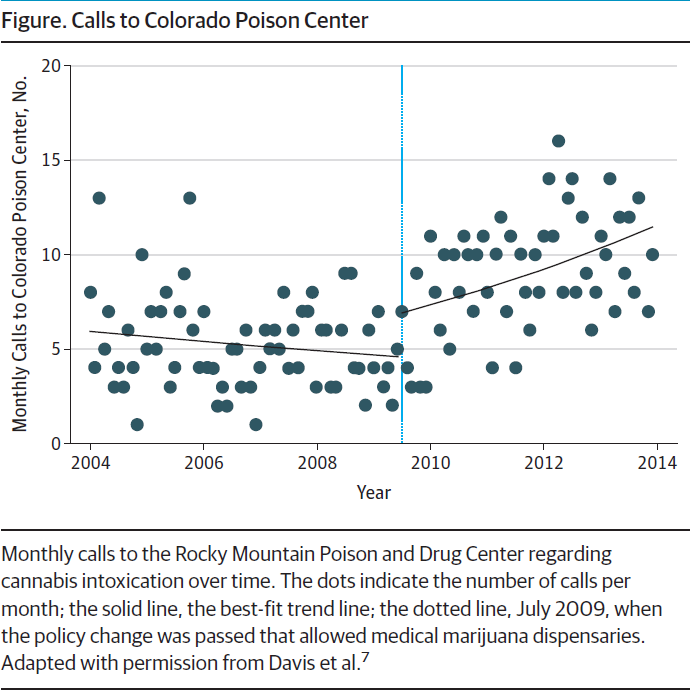 Figure. Calls to Colorado Poison Center
Monthly Calls to Colorado Poison Center, No.
20
15
10
5
0
2004 2006 2008 2010 2012 2014
Year
Monthly calls to the Rocky Mountain Poison and Drug Center regarding
cannabis intoxication over time. The dots indicate the number of calls per
month; the solid line, the best-fit trend line; the dotted line, July 2009, when
the policy change was passed that allowed medical marijuana dispensaries.
Adapted with permission from Davis et al.7